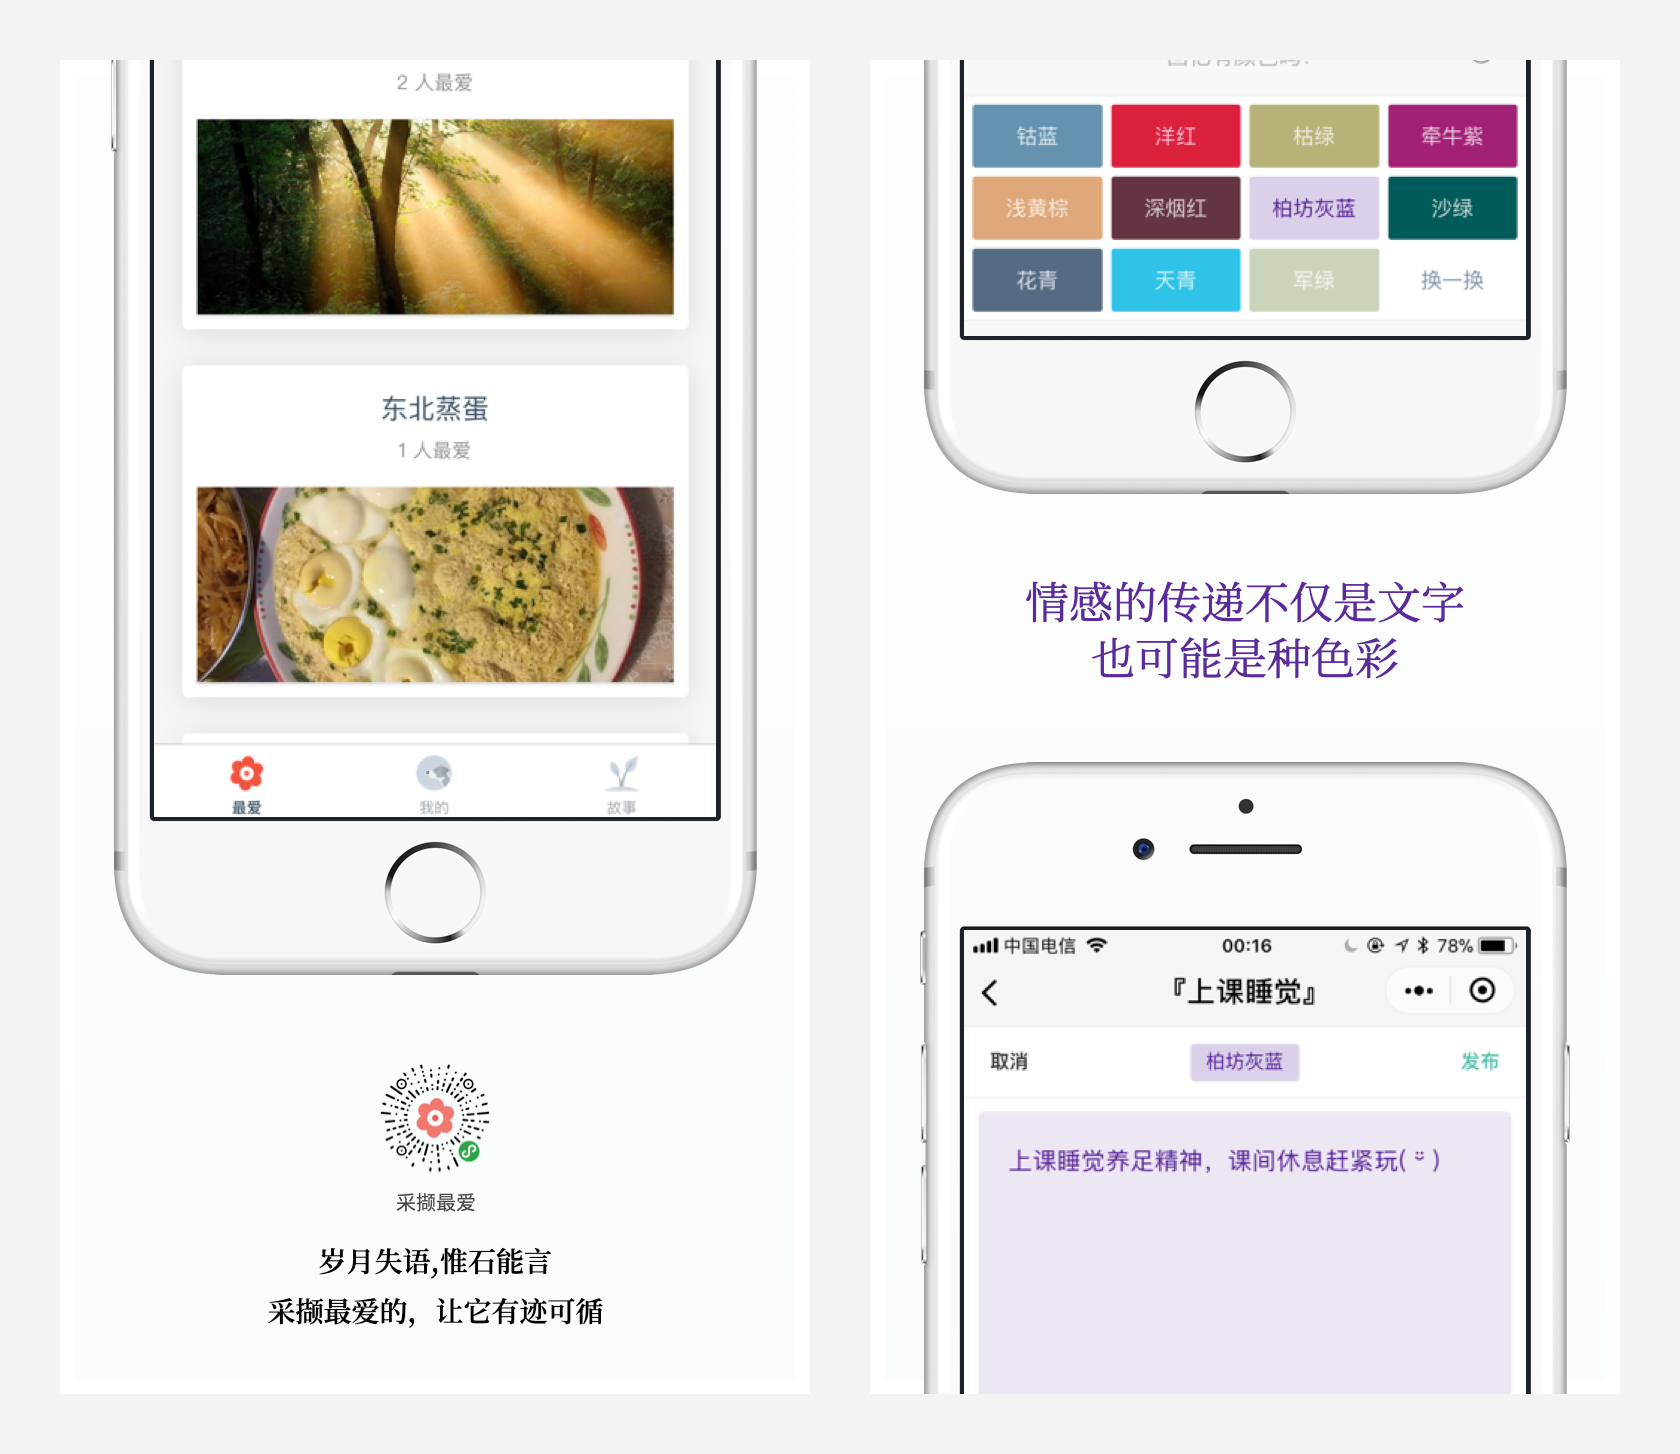 2 人最爱
东北蒸蛋
1 人最爱
最爱
我的
故事
采撷最爱
岁月失语,惟石能言
采撷最爱的，让它有迹可循
钴蓝
洋红
枯绿
牵牛紫
浅黄棕
深烟红
柏坊灰蓝
沙绿
花青
天青
军绿
换一换
情感的传递不仅是文字
也可能是种色彩
中国电信
00:16
78%
『上课睡觉』
取消
柏坊灰蓝
发布
上课睡觉养足精神，课间休息赶紧玩( ¨̮ )